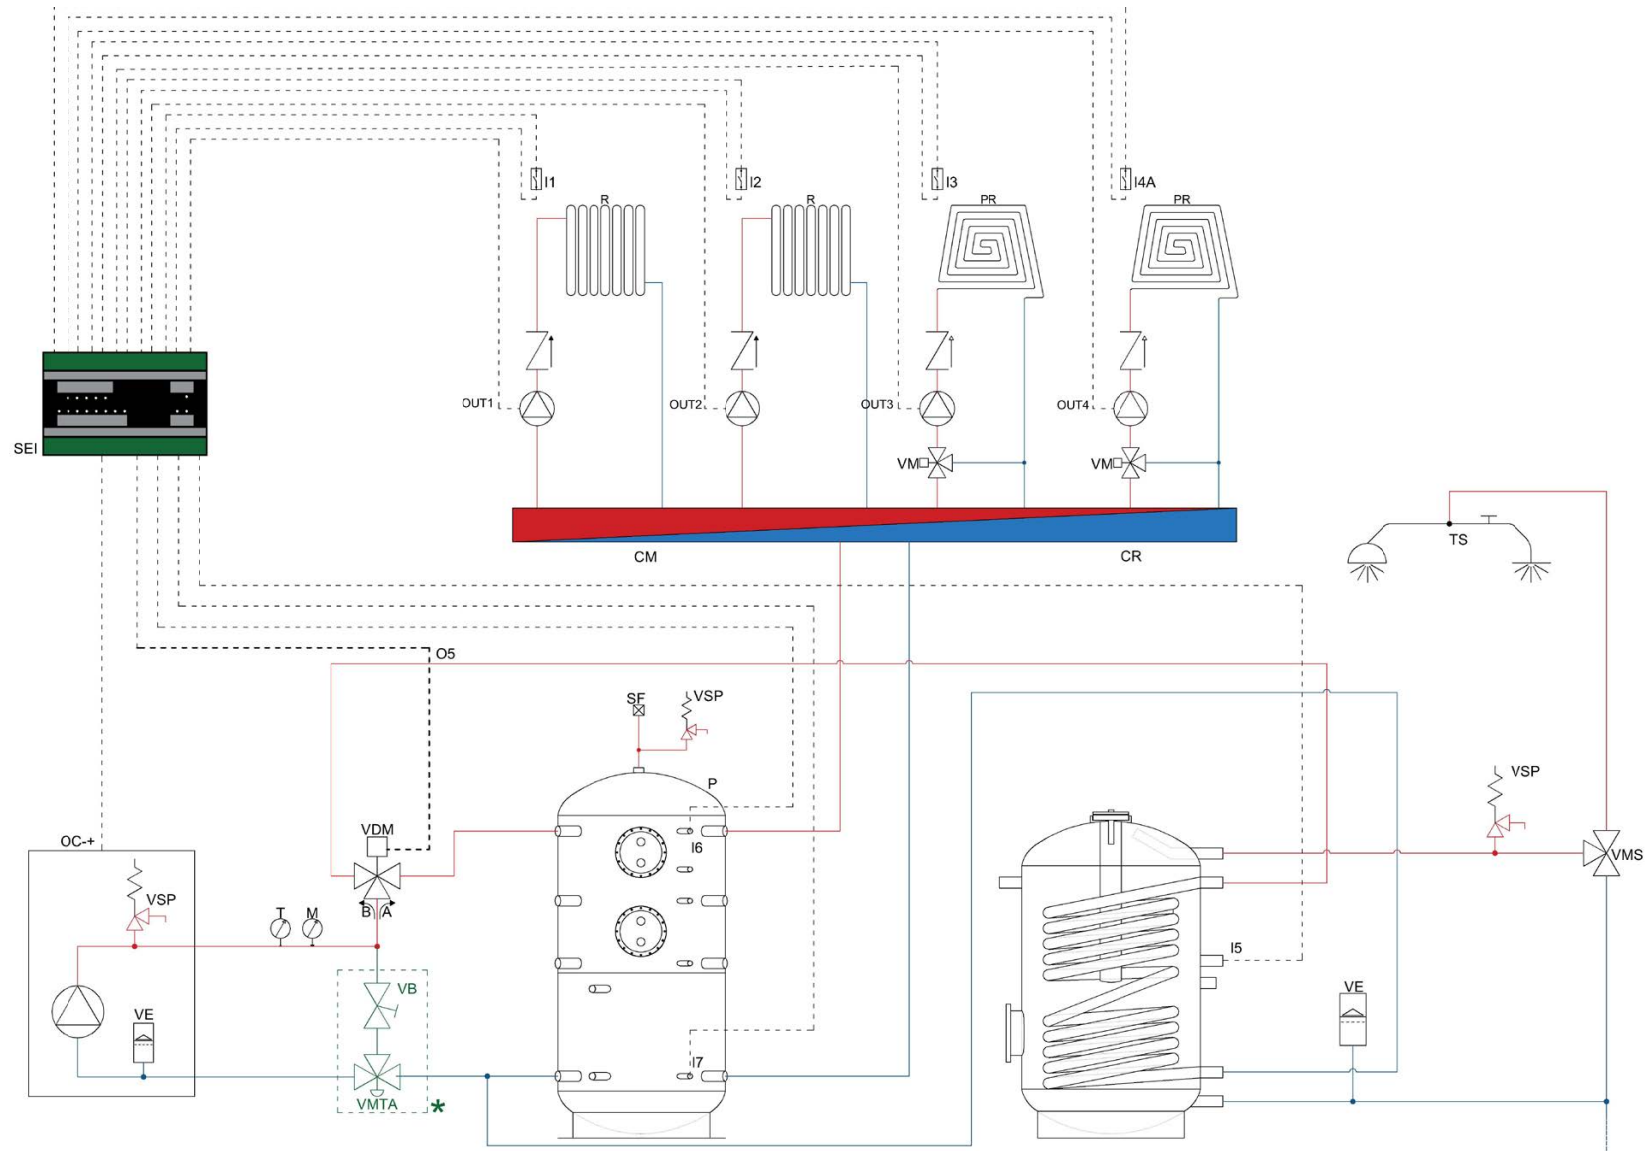 I1
I2
I3
I4A
R
R
PR
PR
OUT1
OUT2
OUT3
OUT4
SEI
VM
VM
CM
CR
TS
O5
SF
VSP
P
VSP
OC-+
VDM
I6
VMS
VSP
B A
T
M
I5
VB
VE
VE
I7
VMTA
*